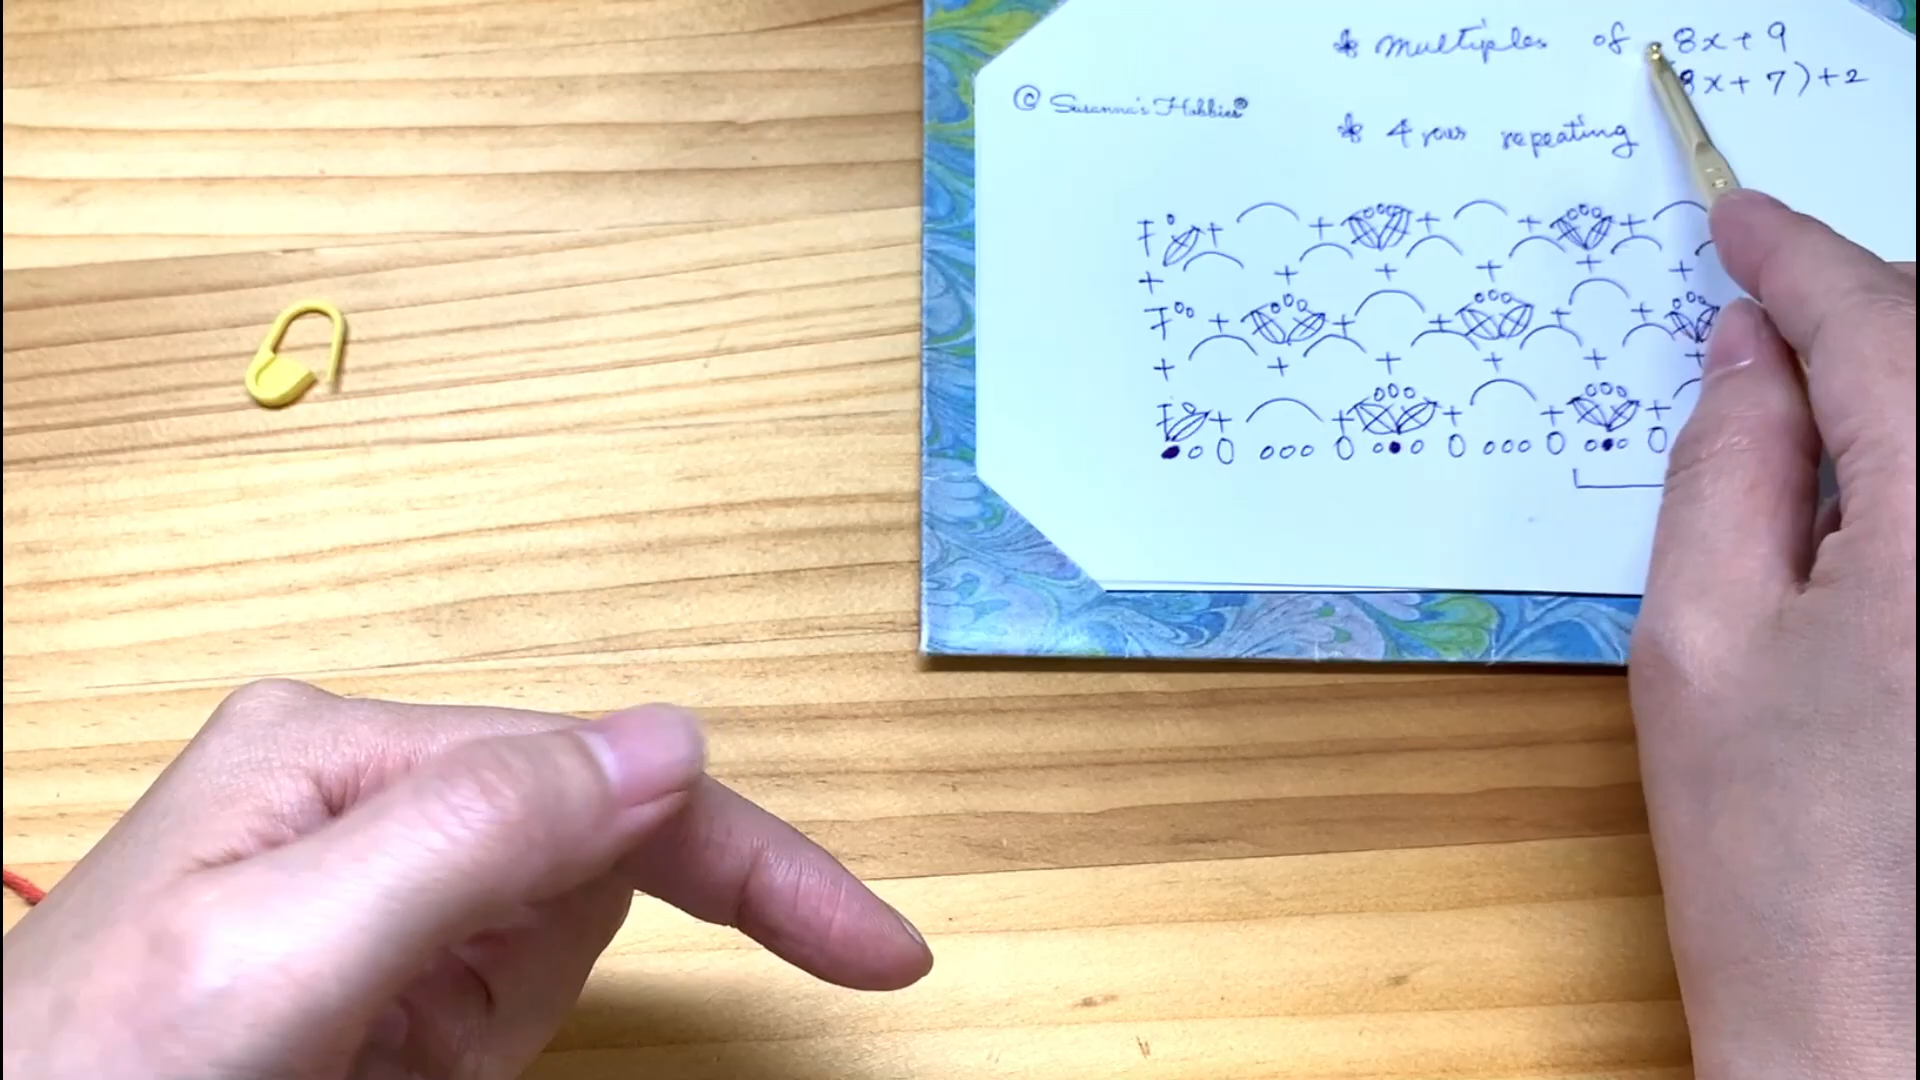 * multiples of 8x + 9
8x + 7) + 2
© Susanna's Hobbies®
* 4 rows repeating